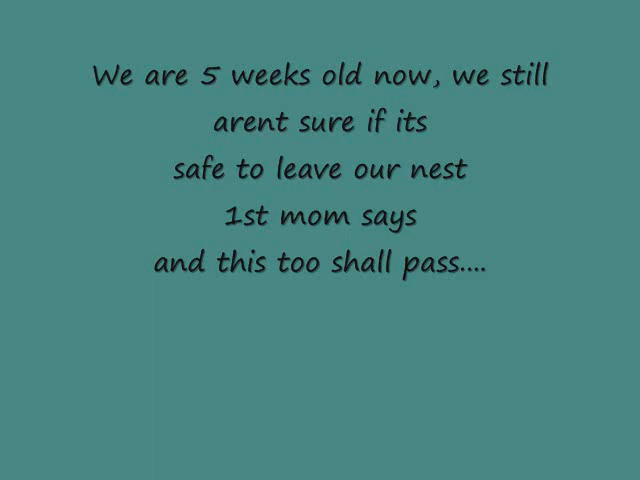 We are 5 weeks old now, we still
arent sure if its
safe to leave our nest
1st mom says
and this too shall pass....